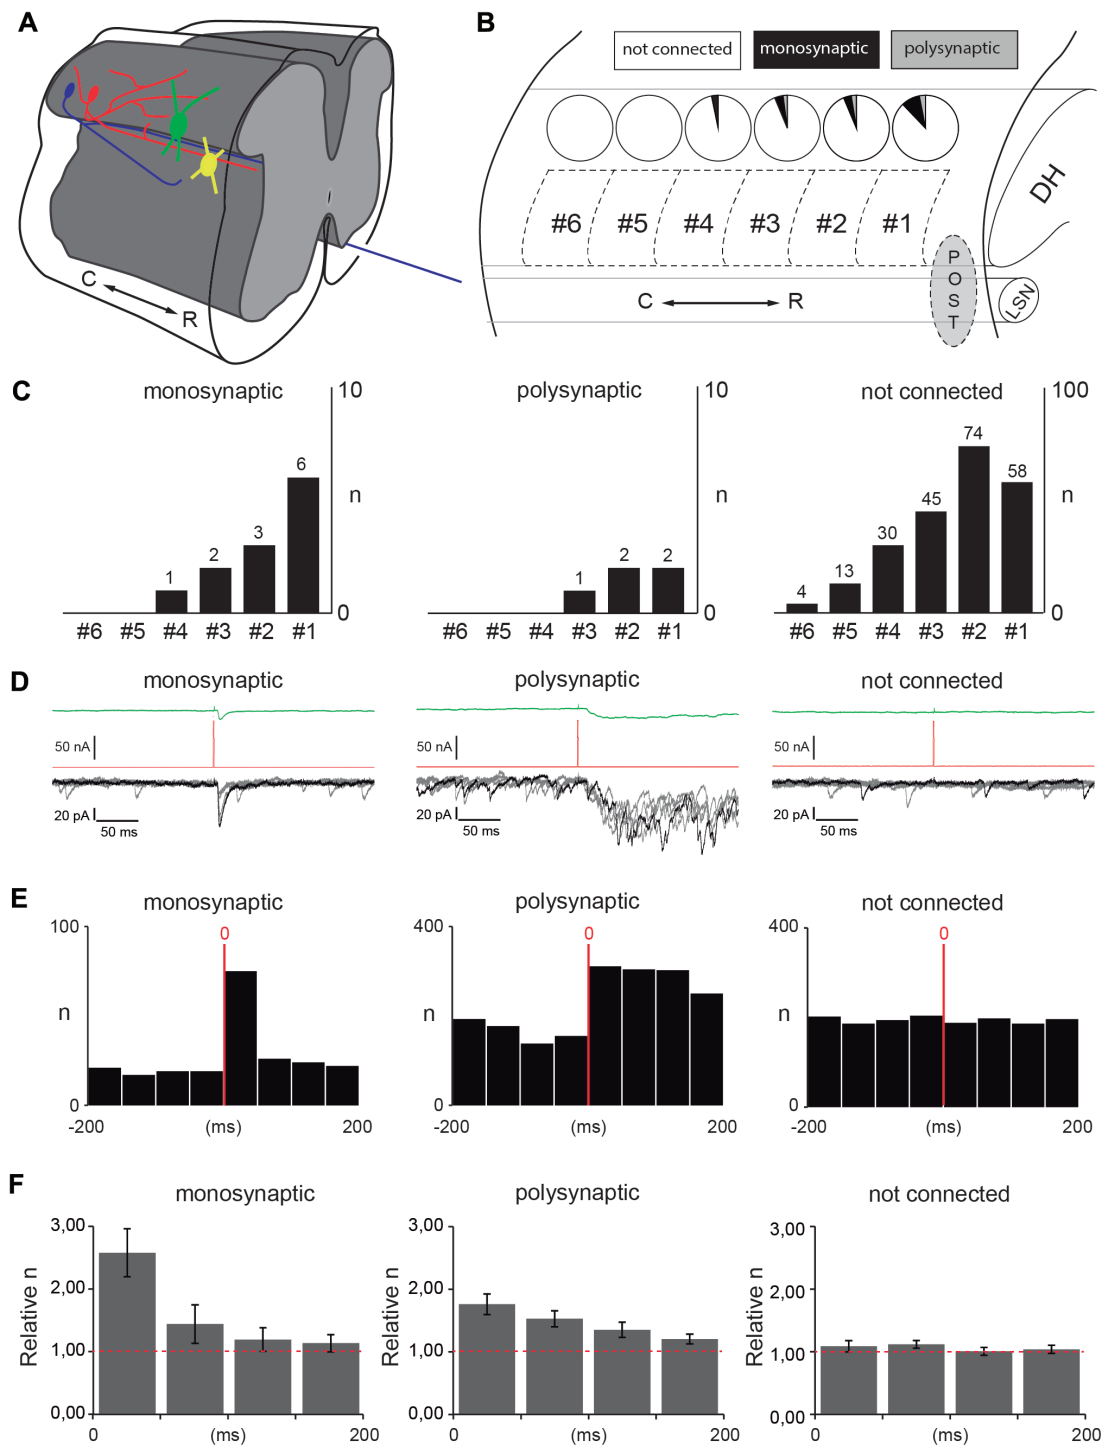 A
C
R
B
not connected
monosynaptic
polysynaptic
#6 #5 #4 #3 #2 #1
DH
POST
LSN
C R
C
monosynaptic
10
6
3
2
1
n
0
#6 #5 #4 #3 #2 #1
polysynaptic
10
1 2 2
n
0
#6 #5 #4 #3 #2 #1
not connected
100
74
58
45
30
13
4
n
0
#6 #5 #4 #3 #2 #1
D
monosynaptic
50 nA
20 pA
50 ms
polysynaptic
50 nA
20 pA
50 ms
not connected
50 nA
20 pA
50 ms
E
monosynaptic
100
0
n
0
-200 (ms) 200
polysynaptic
400
0
n
0
-200 (ms) 200
not connected
400
0
n
0
-200 (ms) 200
F
monosynaptic
3,00
2,00
1,00
0,00
Relative n
0 (ms) 200
polysynaptic
3,00
2,00
1,00
0,00
Relative n
0 (ms) 200
not connected
3,00
2,00
1,00
0,00
Relative n
0 (ms) 200